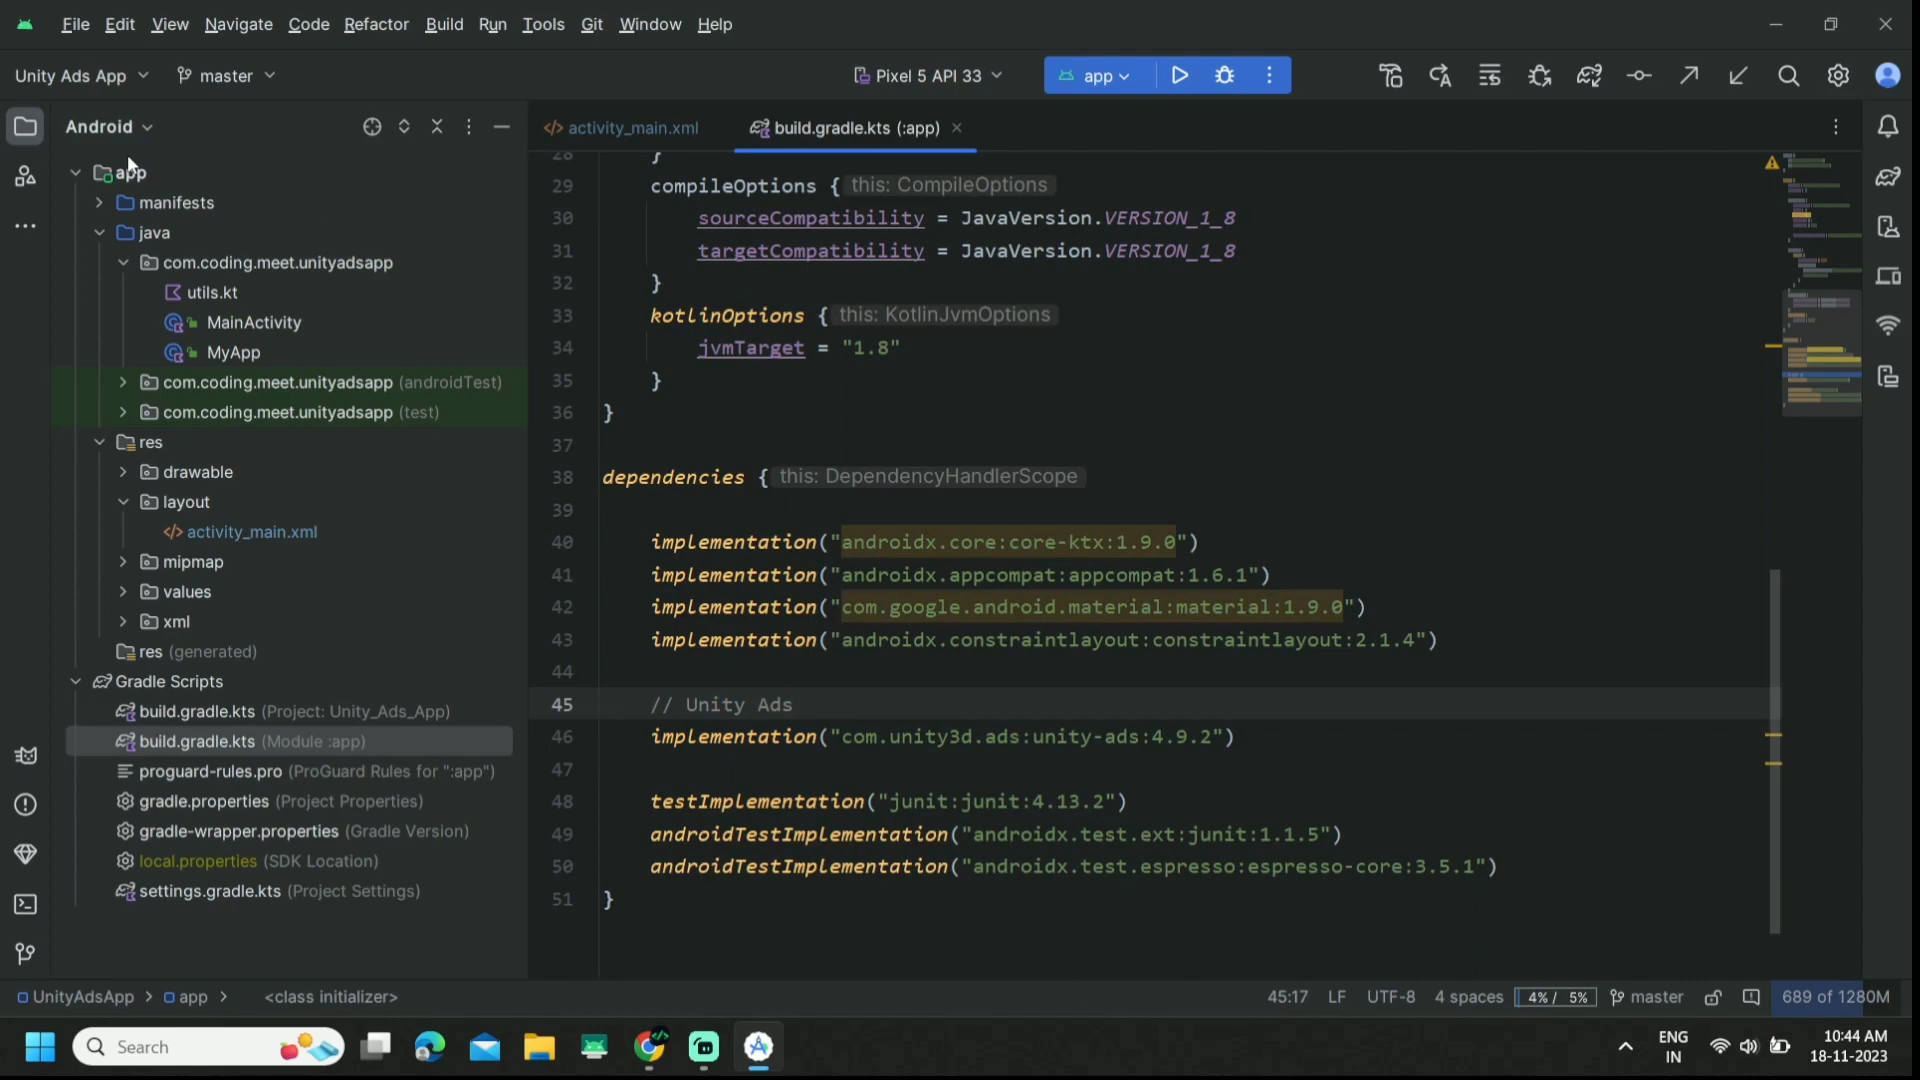 File Edit View Navigate Code Refactor Build Run Tools Git Window Help
Unity Ads App master Pixel 5 API 33 app
Android
activity_main.xml build.gradle.kts (:app)
app
manifests
java
com.coding.meet.unityadsapp
utils.kt
MainActivity
MyApp
com.coding.meet.unityadsapp (androidTest)
com.coding.meet.unityadsapp (test)
res
drawable
layout
activity_main.xml
mipmap
values
xml
res (generated)
Gradle Scripts
build.gradle.kts (Project: Unity_Ads_App)
build.gradle.kts (Module :app)
proguard-rules.pro (ProGuard Rules for ":app")
gradle.properties (Project Properties)
gradle-wrapper.properties (Gradle Version)
local.properties (SDK Location)
settings.gradle.kts (Project Settings)
28 }
29 compileOptions { this: CompileOptions
30 sourceCompatibility = JavaVersion.VERSION_1_8
31 targetCompatibility = JavaVersion.VERSION_1_8
32 }
33 kotlinOptions { this: KotlinJvmOptions
34 jvmTarget = "1.8"
35 }
36 }
37
38 dependencies { this: DependencyHandlerScope
39
40 implementation("androidx.core:core-ktx:1.9.0")
41 implementation("androidx.appcompat:appcompat:1.6.1")
42 implementation("com.google.android.material:material:1.9.0")
43 implementation("androidx.constraintlayout:constraintlayout:2.1.4")
44
45 // Unity Ads
46 implementation("com.unity3d.ads:unity-ads:4.9.2")
47
48 testImplementation("junit:junit:4.13.2")
49 androidTestImplementation("androidx.test.ext:junit:1.1.5")
50 androidTestImplementation("androidx.test.espresso:espresso-core:3.5.1")
51 }
UnityAdsApp > app > <class initializer> 45:17 LF UTF-8 4 spaces 4% / 5% master 689 of 1280M
Search ENG 10:44 AM
IN 18-11-2023